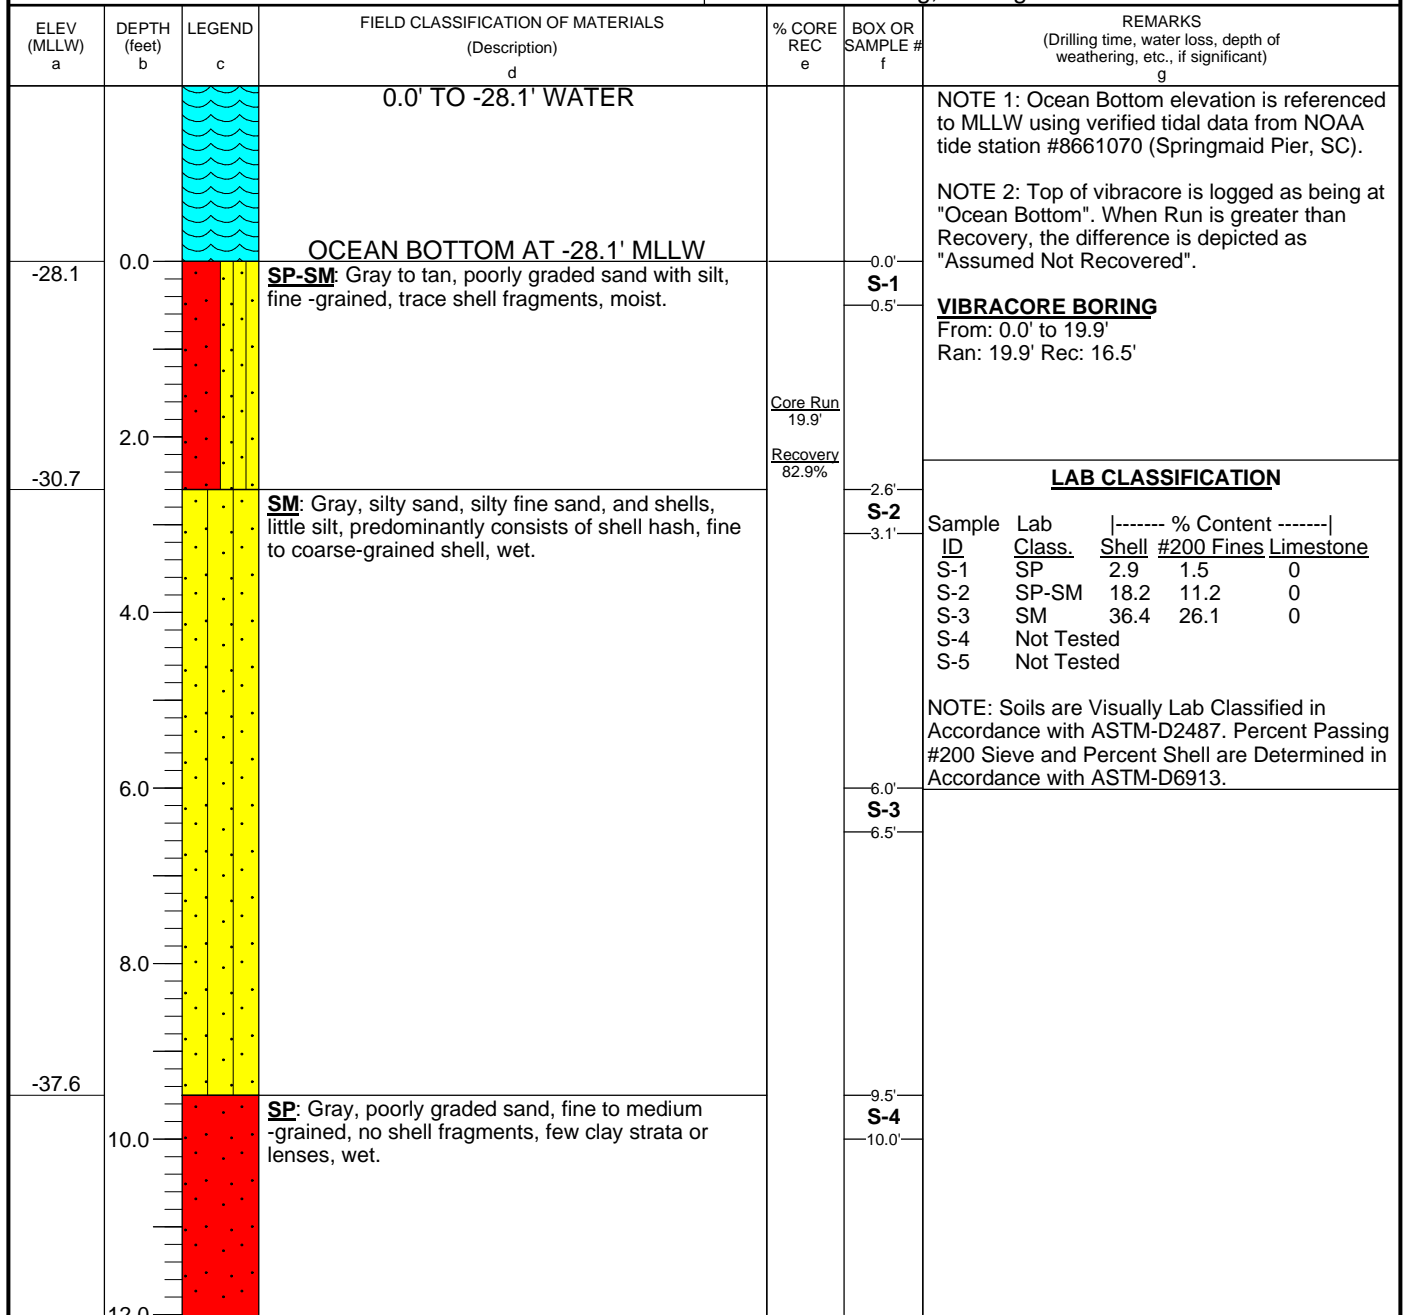 ELEV
(MLLW)
a
DEPTH
(feet)
b
LEGEND
c
FIELD CLASSIFICATION OF MATERIALS
(Description)
d
% CORE
REC
e
BOX OR
SAMPLE #
f
REMARKS
(Drilling time, water loss, depth of
weathering, etc., if significant)
g
0.0' TO -28.1' WATER
OCEAN BOTTOM AT -28.1' MLLW
-28.1
-30.7
-37.6
0.0
2.0
4.0
6.0
8.0
10.0
12.0
SP-SM: Gray to tan, poorly graded sand with silt,
fine -grained, trace shell fragments, moist.
SM: Gray, silty sand, silty fine sand, and shells,
little silt, predominantly consists of shell hash, fine
to coarse-grained shell, wet.
SP: Gray, poorly graded sand, fine to medium
-grained, no shell fragments, few clay strata or
lenses, wet.
Core Run
19.9'
Recovery
82.9%
0.0'
S-1
0.5'
2.6'
S-2
3.1'
6.0'
S-3
6.5'
9.5'
S-4
10.0'
NOTE 1: Ocean Bottom elevation is referenced
to MLLW using verified tidal data from NOAA
tide station #8661070 (Springmaid Pier, SC).
NOTE 2: Top of vibracore is logged as being at
"Ocean Bottom". When Run is greater than
Recovery, the difference is depicted as
"Assumed Not Recovered".
VIBRACORE BORING
From: 0.0' to 19.9'
Ran: 19.9' Rec: 16.5'
LAB CLASSIFICATION
Sample Lab |------- % Content -------|
ID Class. Shell #200 Fines Limestone
S-1 SP 2.9 1.5 0
S-2 SP-SM 18.2 11.2 0
S-3 SM 36.4 26.1 0
S-4 Not Tested
S-5 Not Tested
NOTE: Soils are Visually Lab Classified in
Accordance with ASTM-D2487. Percent Passing
#200 Sieve and Percent Shell are Determined in
Accordance with ASTM-D6913.